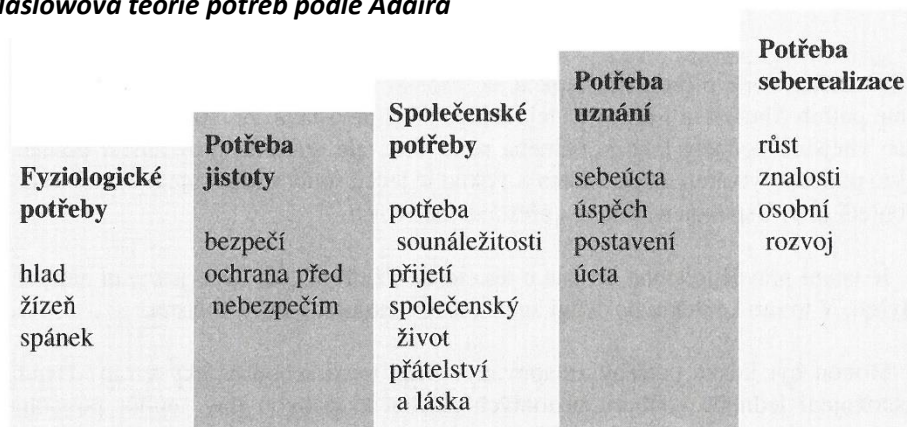 Maslowova teorie potřeb podle Adaira
Fyziologické
potřeby
hlad
žízeň
spánek
Potřeba
jistoty
bezpečí
ochrana před
nebezpečím
Společenské
potřeby
potřeba
sounáležitosti
přijetí
společenský
život
přátelství
a láska
Potřeba
uznání
sebeúcta
úspěch
postavení
úcta
Potřeba
seberealizace
růst
znalosti
osobní
rozvoj